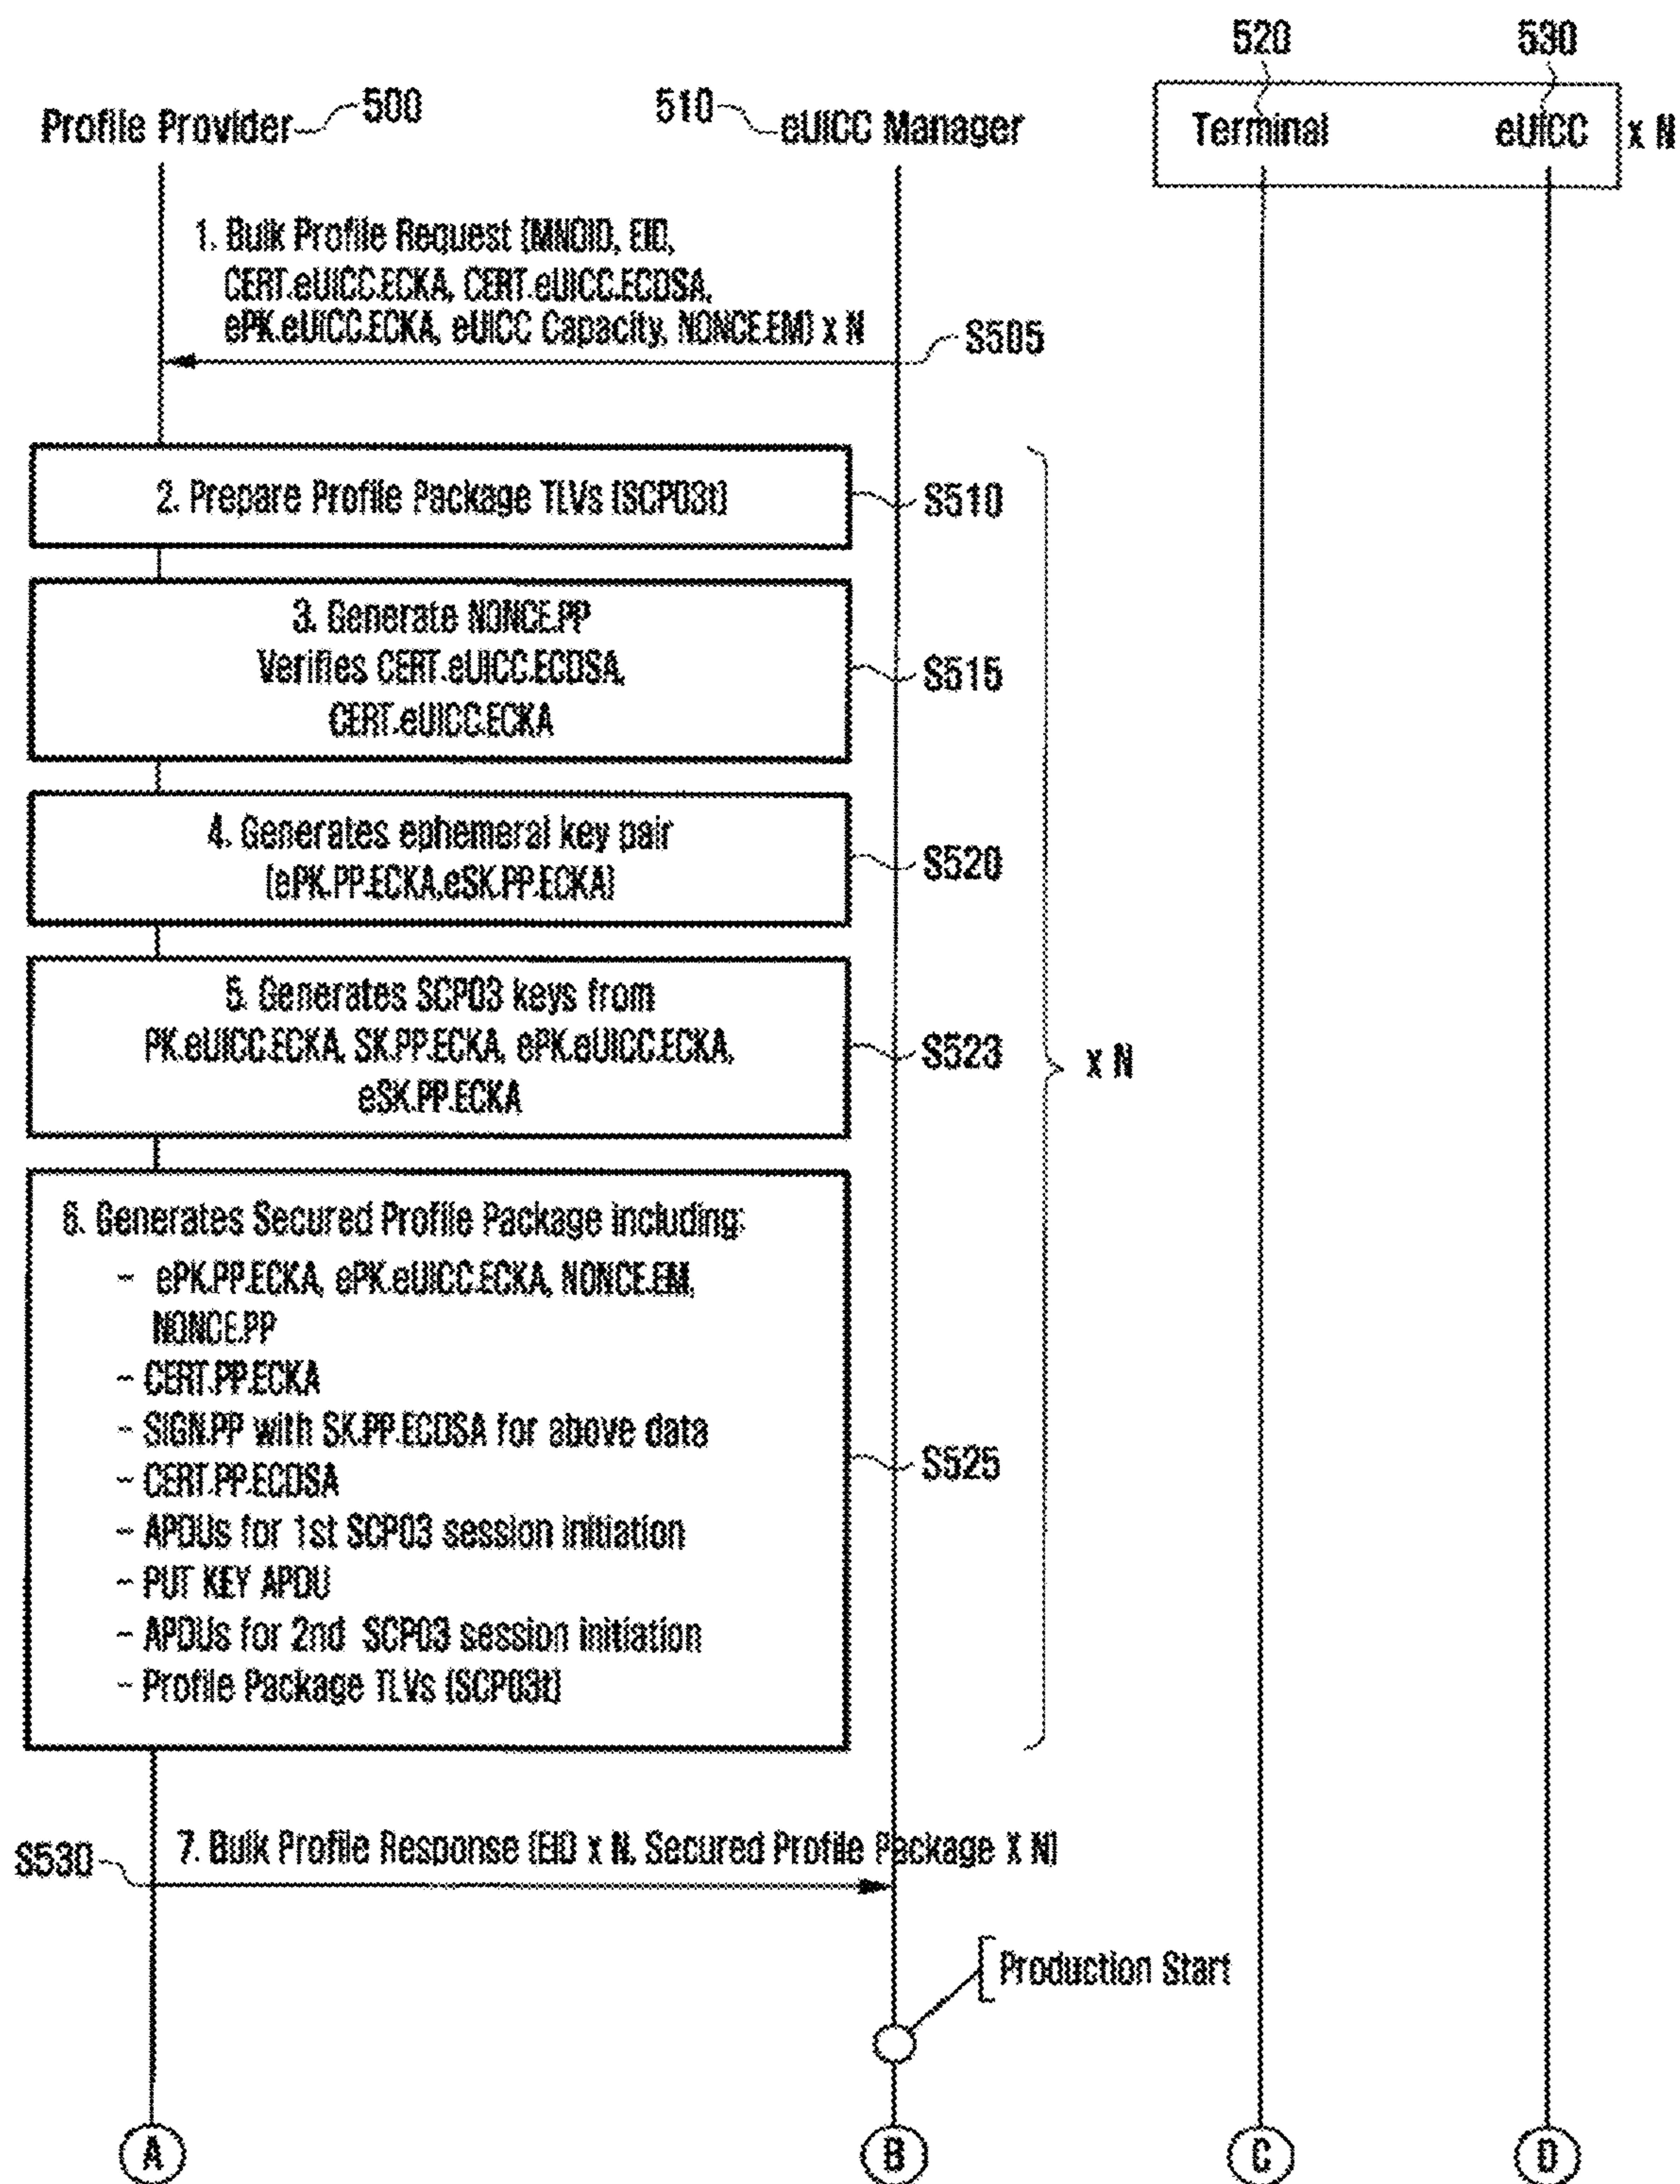 520
530
Profile Provider
500
510
eUICC Manager
Terminal
eUICC
x N
1. Bulk Profile Request (MNOID, EID,
CERT.eUICC.ECKA, CERT.eUICC.ECDSA,
ePK.eUICC.ECKA, eUICC Capacity, NONCE.EM) x N
S505
2. Prepare Profile Package TLVs (SCP03t)
S510
3. Generate NONCE.PP
Verifies CERT.eUICC.ECDSA,
CERT.eUICC.ECKA
S515
4. Generates ephemeral key pair
(ePK.PP.ECKA,eSK.PP.ECKA)
S520
5. Generates SCP03 keys from
PK.eUICC.ECKA, SK.PP.ECKA, ePK.eUICC.ECKA,
eSK.PP.ECKA
S523
x N
6. Generates Secured Profile Package including:
- ePK.PP.ECKA, ePK.eUICC.ECKA, NONCE.EM,
NONCE.PP
- CERT.PP.ECKA
- SIGN.PP with SK.PP.ECDSA for above data
- CERT.PP.ECDSA
- APDUs for 1st SCP03 session initiation
- PUT KEY APDU
- APDUs for 2nd SCP03 session initiation
- Profile Package TLVs (SCP03t)
S525
7. Bulk Profile Response (EID x N, Secured Profile Package X N)
S530
Production Start
A
B
C
D